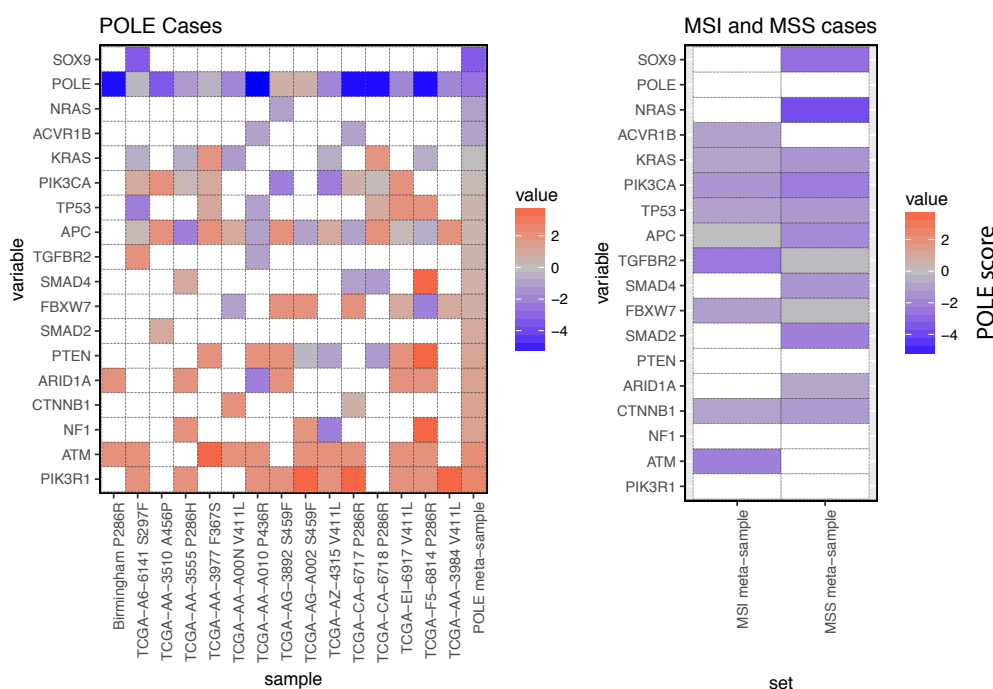 POLE Cases
variable
SOX9
POLE
NRAS
ACVR1B
KRAS
PIK3CA
TP53
APC
TGFBR2
SMAD4
FBXW7
SMAD2
PTEN
ARID1A
CTNNB1
NF1
ATM
PIK3R1
Birmingham P286R
TCGA−A6−6141 S297F
TCGA−AA−3510 A456P
TCGA−AA−3555 P286H
TCGA−AA−3977 F367S
TCGA−AA−A00N V411L
TCGA−AA−A010 P436R
TCGA−AG−3892 S459F
TCGA−AG−A002 S459F
TCGA−AZ−4315 V411L
TCGA−CA−6717 P286R
TCGA−CA−6718 P286R
TCGA−EI−6917 V411L
TCGA−F5−6814 P286R
TCGA−AA−3984 V411L
POLE meta−sample
sample
value
2
0
−2
−4
MSI and MSS cases
variable
SOX9
POLE
NRAS
ACVR1B
KRAS
PIK3CA
TP53
APC
TGFBR2
SMAD4
FBXW7
SMAD2
PTEN
ARID1A
CTNNB1
NF1
ATM
PIK3R1
MSI meta−sample
MSS meta−sample
set
value
2
0
−2
−4
POLE score